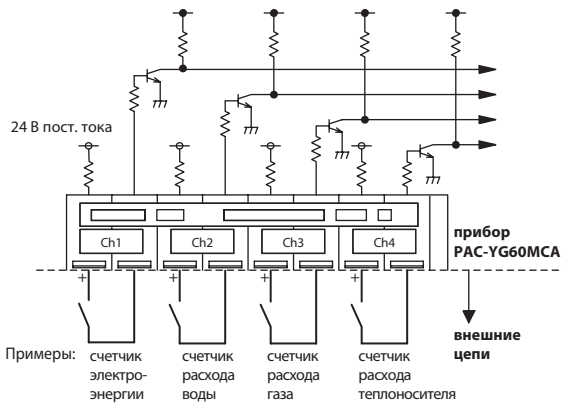 24 В пост. тока
Ch1 Ch2 Ch3 Ch4
прибор
PAC-YG60MCA
+ + + +
внешние
цепи
Примеры: счетчик электро- энергии
счетчик расхода воды
счетчик расхода газа
счетчик расхода теплоносителя